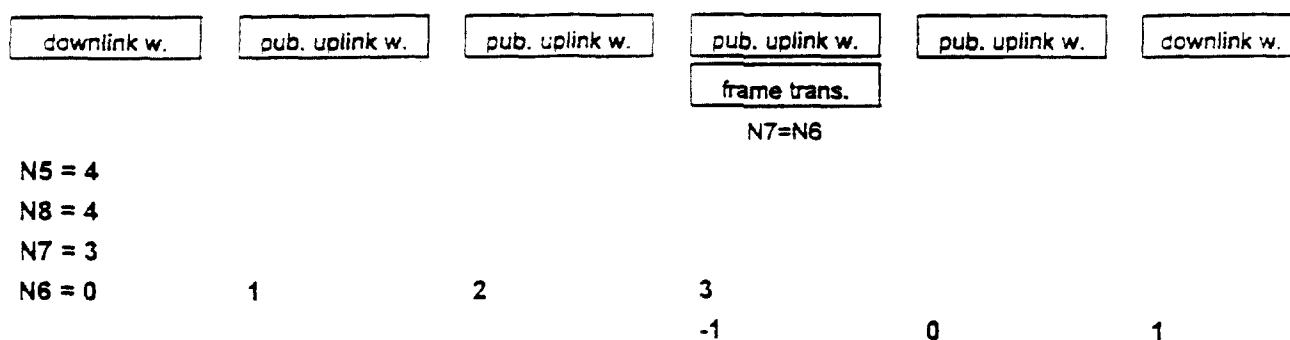 downlink w. pub. uplink w. pub. uplink w. pub. uplink w. pub. uplink w. downlink w.
frame trans.
N7=N6
N5 = 4
N8 = 4
N7 = 3
N6 = 0 1 2 3
-1 0 1